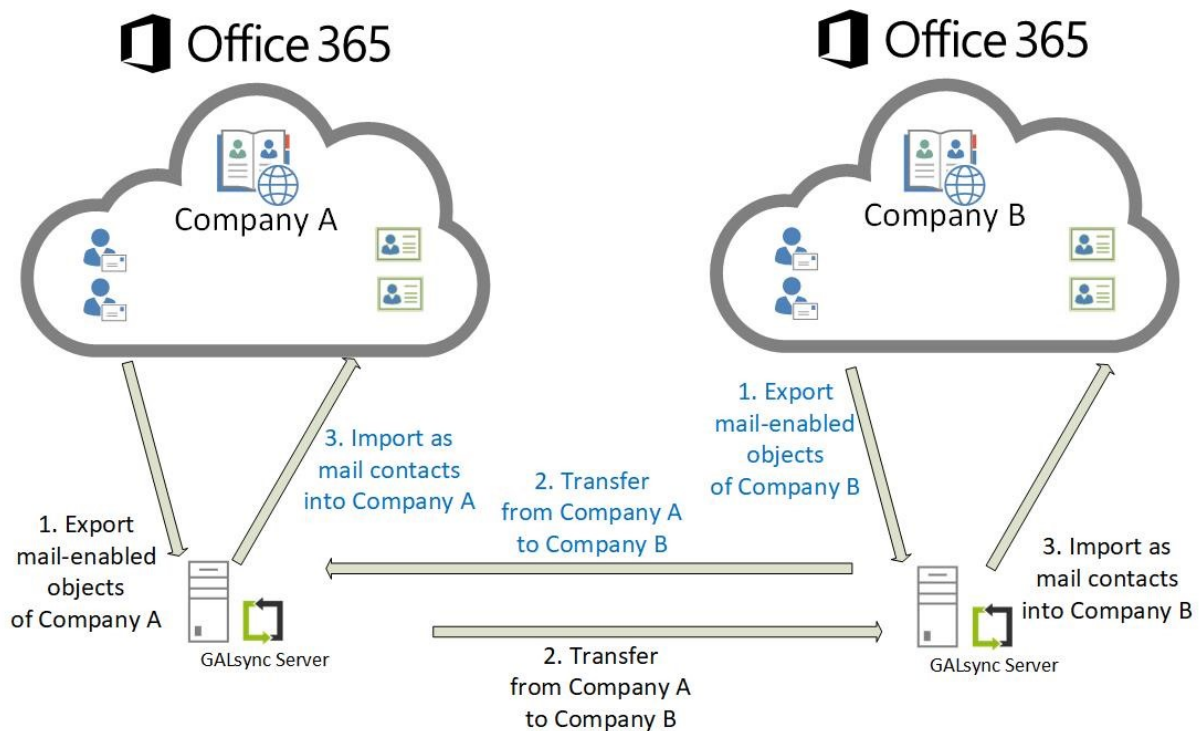 Office 365
Office 365
Company A
Company B
1. Export
mail-enabled
objects
of Company B
3. Import as
mail contacts
into Company A
2. Transfer
from Company A
to Company B
1. Export
mail-enabled
objects
of Company A
3. Import as
mail contacts
into Company B
GALsync Server
GALsync Server
2. Transfer
from Company A
to Company B